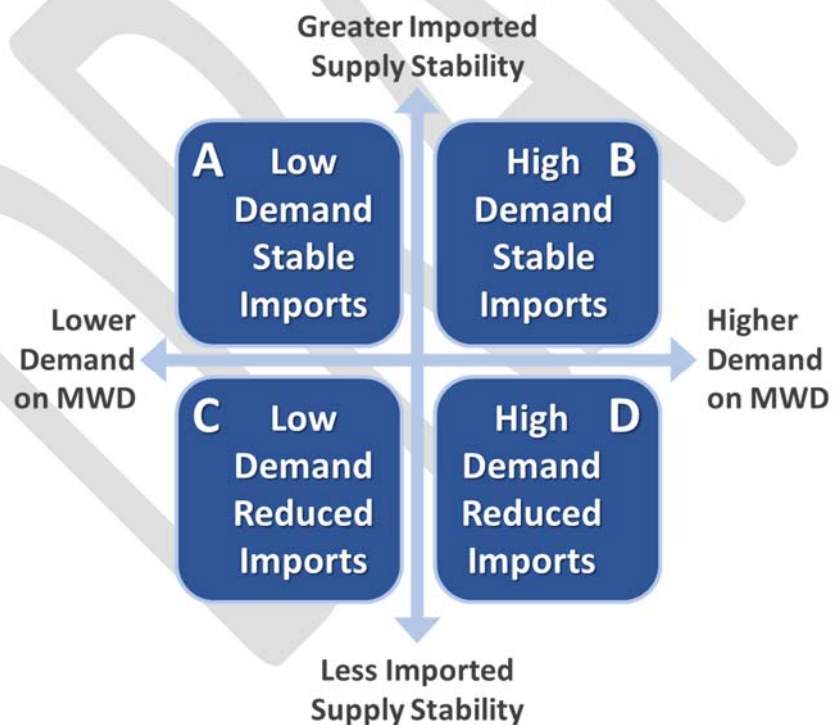 Greater Imported
Supply Stability
A Low
Demand
Stable
Imports
High B
Demand
Stable
Imports
Lower
Demand
on MWD
Higher
Demand
on MWD
C Low
Demand
Reduced
Imports
High D
Demand
Reduced
Imports
Less Imported
Supply Stability